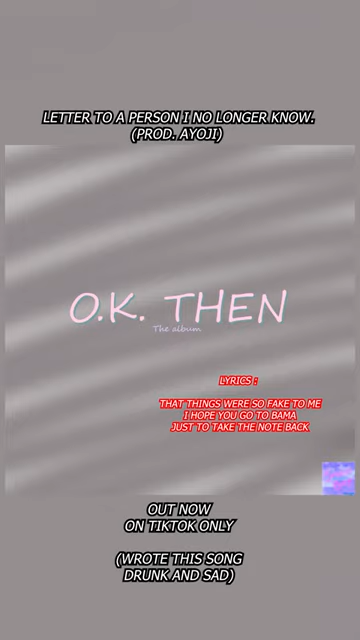 LETTER TO A PERSON I NO LONGER KNOW.
(PROD. AYOJI)
O.K. THEN
The album
LYRICS :
THAT THINGS WERE SO FAKE TO ME
I HOPE YOU GO TO BAMA
JUST TO TAKE THE NOTE BACK
OUT NOW
ON TIKTOK ONLY
(WROTE THIS SONG
DRUNK AND SAD)